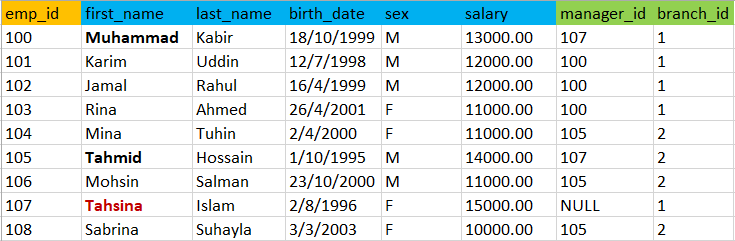 emp_id first_name last_name birth_date sex salary manager_id branch_id
100 Muhammad Kabir 18/10/1999 M 13000.00 107 1
101 Karim Uddin 12/7/1998 M 12000.00 100 1
102 Jamal Rahul 16/4/1999 M 12000.00 100 1
103 Rina Ahmed 26/4/2001 F 11000.00 100 1
104 Mina Tuhin 2/4/2000 F 11000.00 105 2
105 Tahmid Hossain 1/10/1995 M 14000.00 107 2
106 Mohsin Salman 23/10/2000 M 11000.00 105 2
107 Tahsina Islam 2/8/1996 F 15000.00 NULL 1
108 Sabrina Suhayla 3/3/2003 F 10000.00 105 2